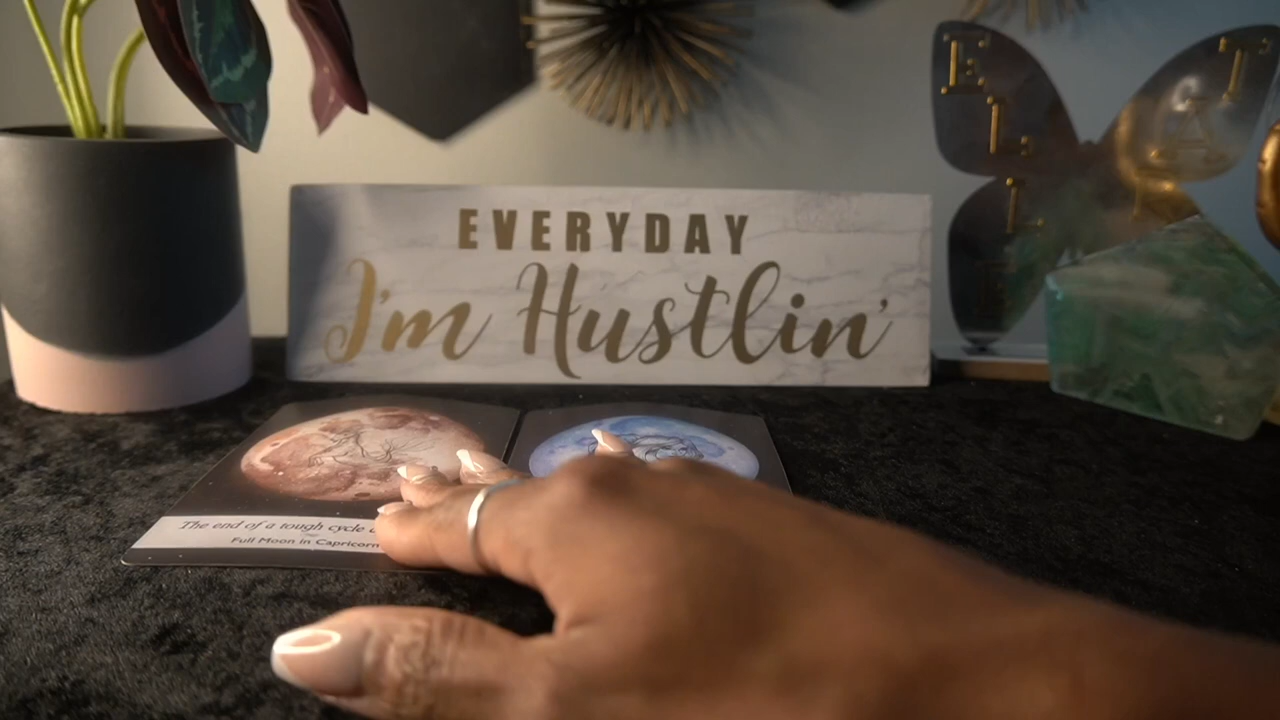 EVERYDAY
I'm Hustlin'
The end of a tough cycle
Full Moon in Capricorn